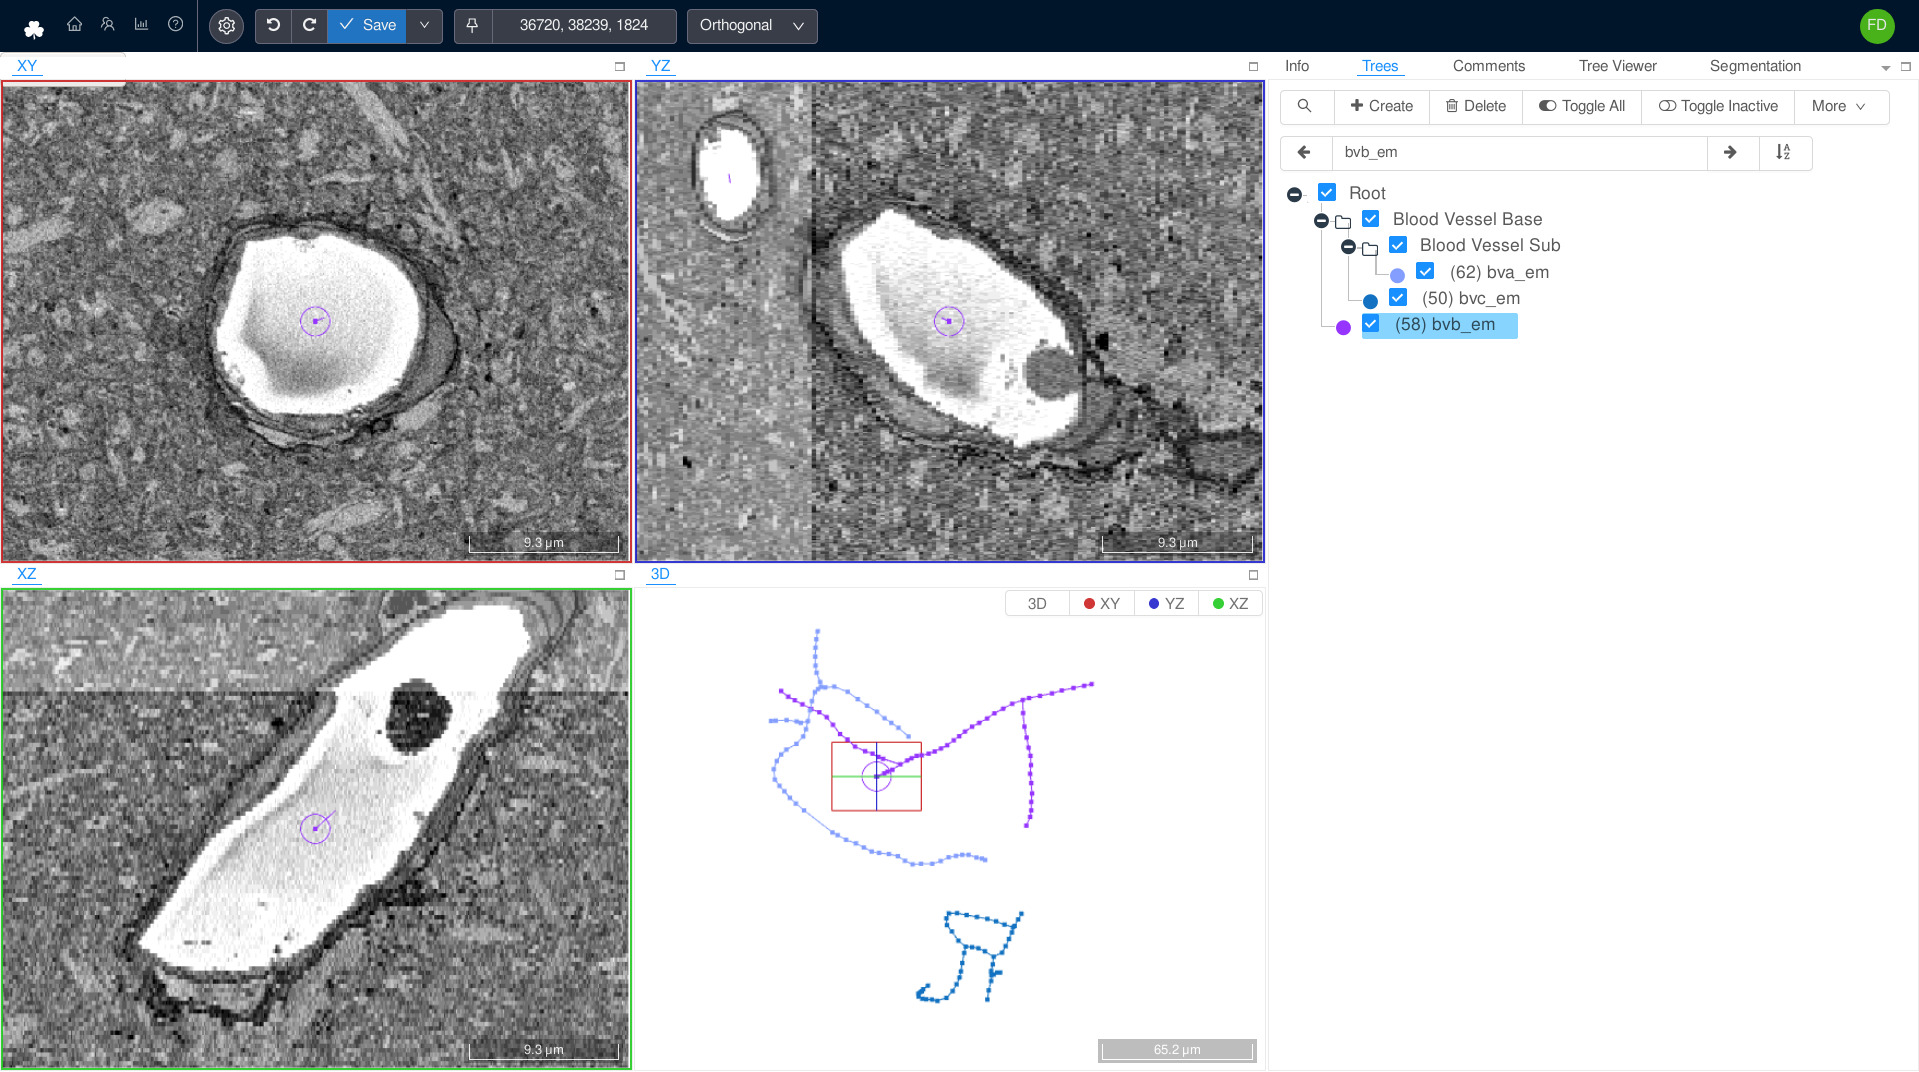 Save
36720, 38239, 1824
Orthogonal
FD
XY
YZ
Info
Trees
Comments
Tree Viewer
Segmentation
Create
Delete
Toggle All
Toggle Inactive
More
bvb_em
Root
Blood Vessel Base
Blood Vessel Sub
(62) bva_em
(50) bvc_em
(58) bvb_em
9.3 µm
9.3 µm
XZ
3D
3D
XY
YZ
XZ
9.3 µm
65.2 µm